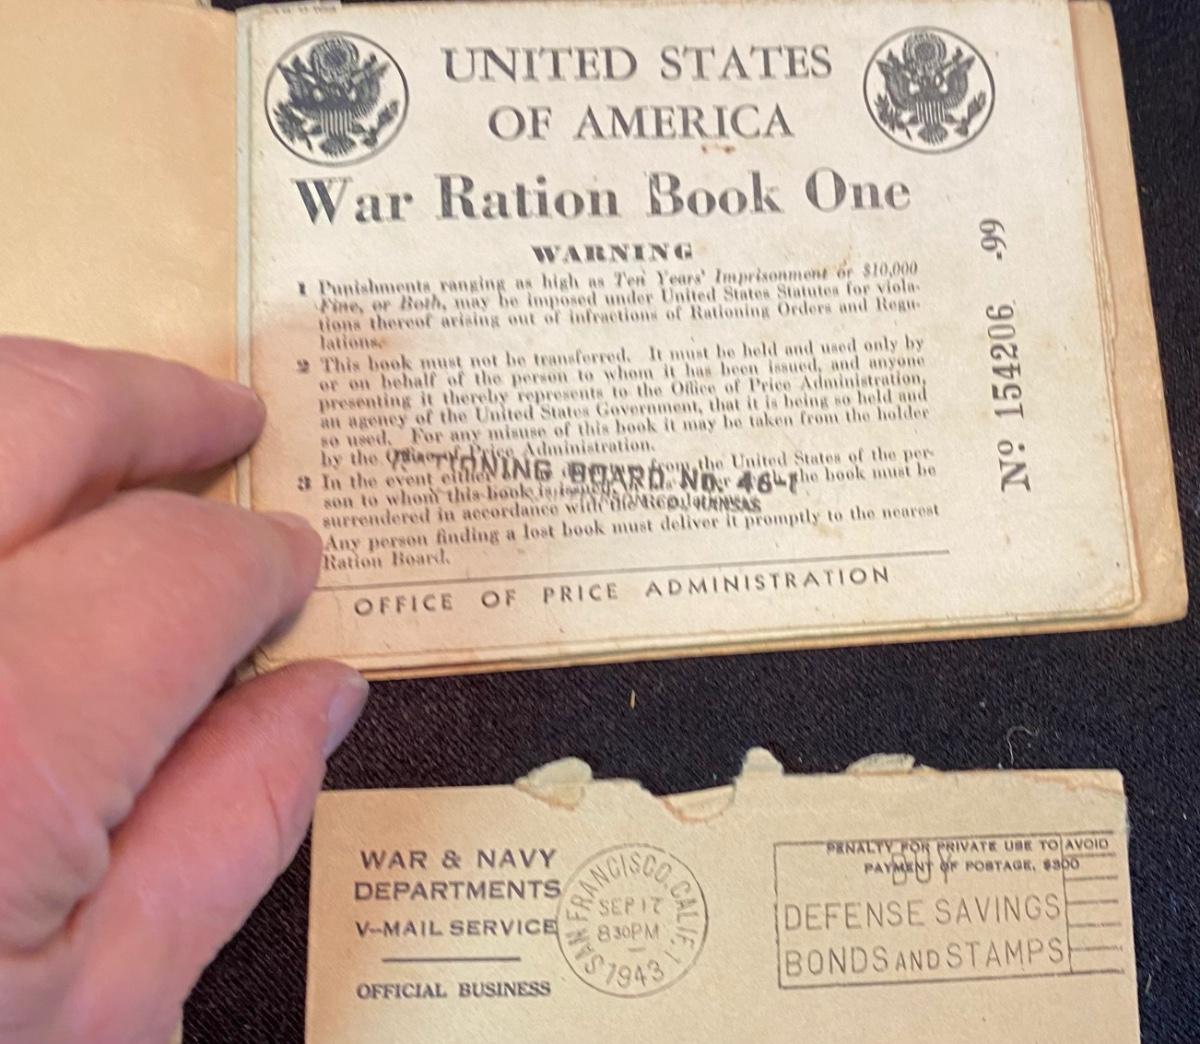 UNITED STATES
OF AMERICA
War Ration Book One
WARNING
1 Punishments ranging as high as Ten Years' Imprisonment or $10,000
Fine, or Both, may be imposed under United States Statutes for viola-
tions thereof arising out of infractions of Rationing Orders and Regu-
lations.
2 This book must not be transferred. It must be held and used only by
or on behalf of the person to whom it has been issued, and anyone
presenting it thereby represents to the Office of Price Administration,
an agency of the United States Government, that it is being so held and
so used. For any misuse of this book it may be taken from the holder
by the Office of Price Administration.
3 In the event either from the United States of the per-
son to whom this book is issued, the book must be
surrendered in accordance with the
Any person finding a lost book must deliver it promptly to the nearest
Ration Board.
BOARD No. 46-1
KANSAS
OFFICE OF PRICE ADMINISTRATION
No 154206 -99
WAR & NAVY
DEPARTMENTS
V-MAIL SERVICE
OFFICIAL BUSINESS
SAN FRANCISCO, CALIF. 1
SEP 17
8 30 PM
1943
PENALTY FOR PRIVATE USE TO AVOID
PAYMENT OF POSTAGE, $300
BUY
DEFENSE SAVINGS
BONDS AND STAMPS